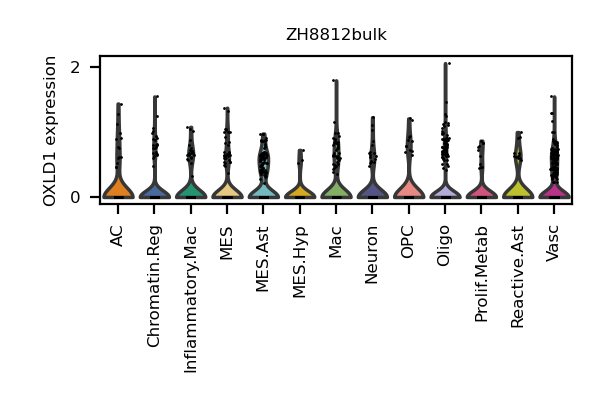 ZH8812bulk
OXLD1 expression
2
0
AC
Chromatin.Reg
Inflammatory.Mac
MES
MES.Ast
MES.Hyp
Mac
Neuron
OPC
Oligo
Prolif.Metab
Reactive.Ast
Vasc